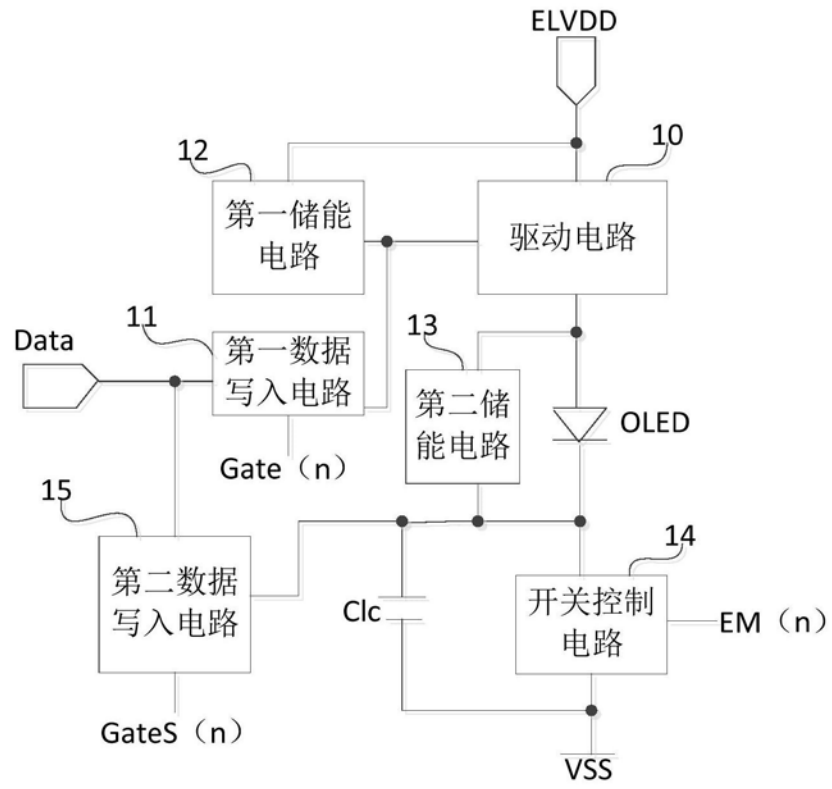 ELVDD
12
10
第一储能
电路
驱动电路
11
13
Data
第一数据
写入电路
第二储
能电路
OLED
Gate（n）
15
14
第二数据
写入电路
Clc
开关控制
电路
EM（n）
GateS（n）
VSS